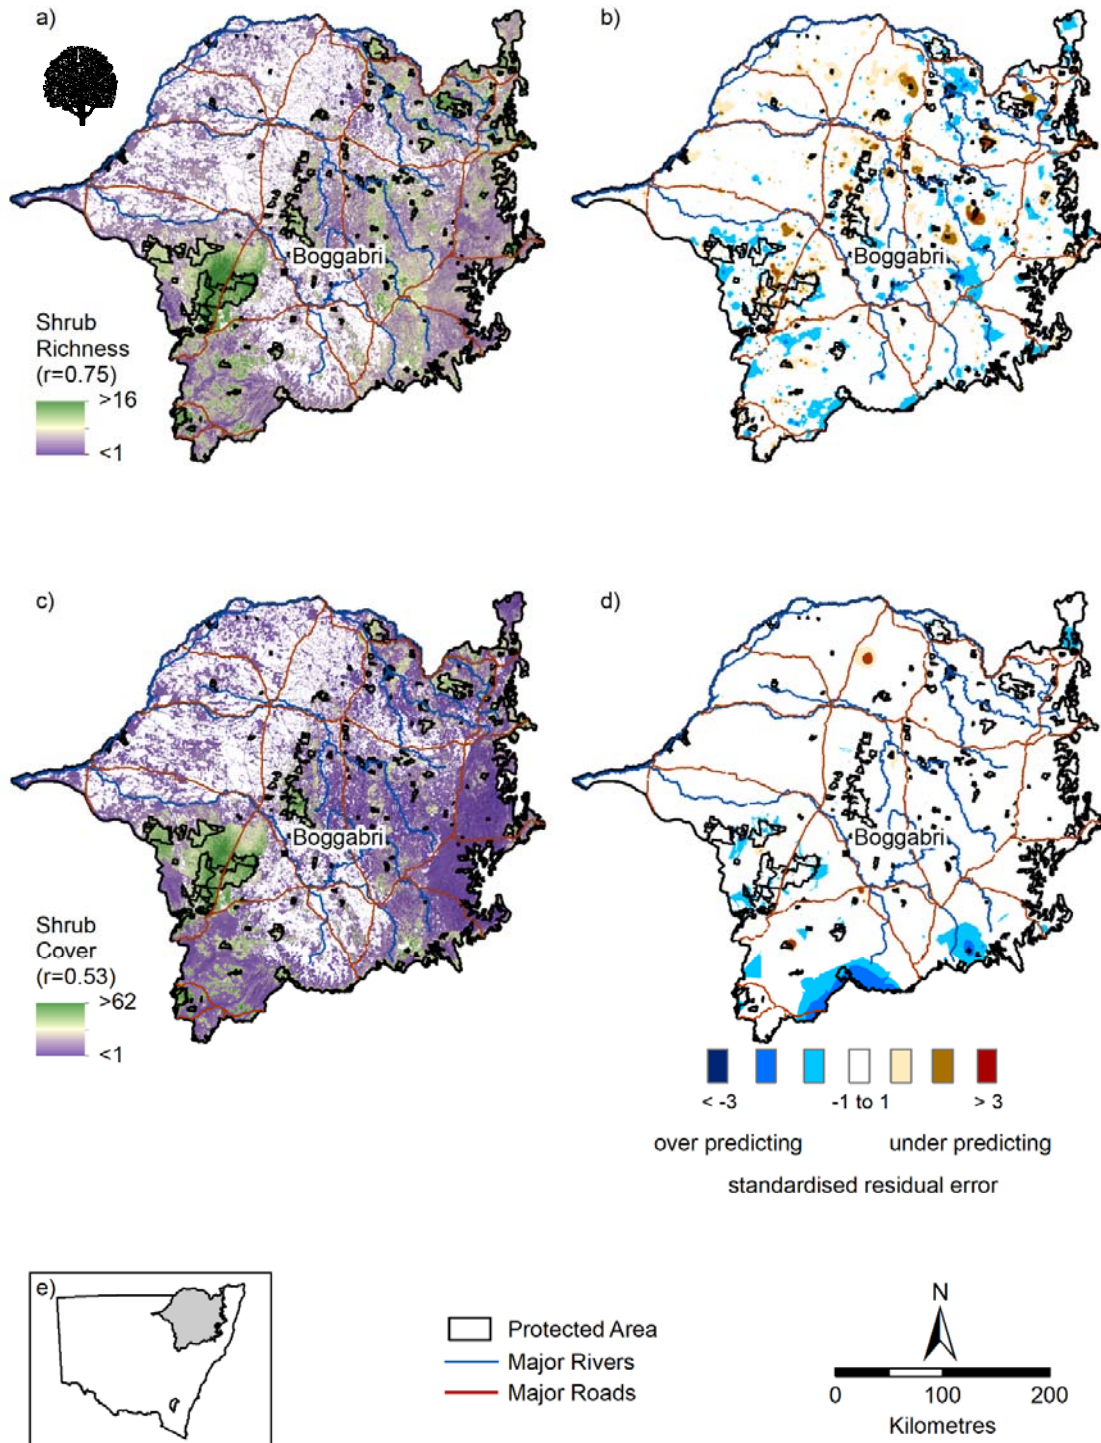 a)
b)
Boggabri
Boggabri
Shrub
Richness
(r=0.75)
>16
<1
c)
d)
Boggabri
Boggabri
Shrub
Cover
(r=0.53)
>62
<1
< -3
-1 to 1
> 3
over predicting
under predicting
standardised residual error
e)
Protected Area
Major Rivers
Major Roads
N
0
100
200
Kilometres